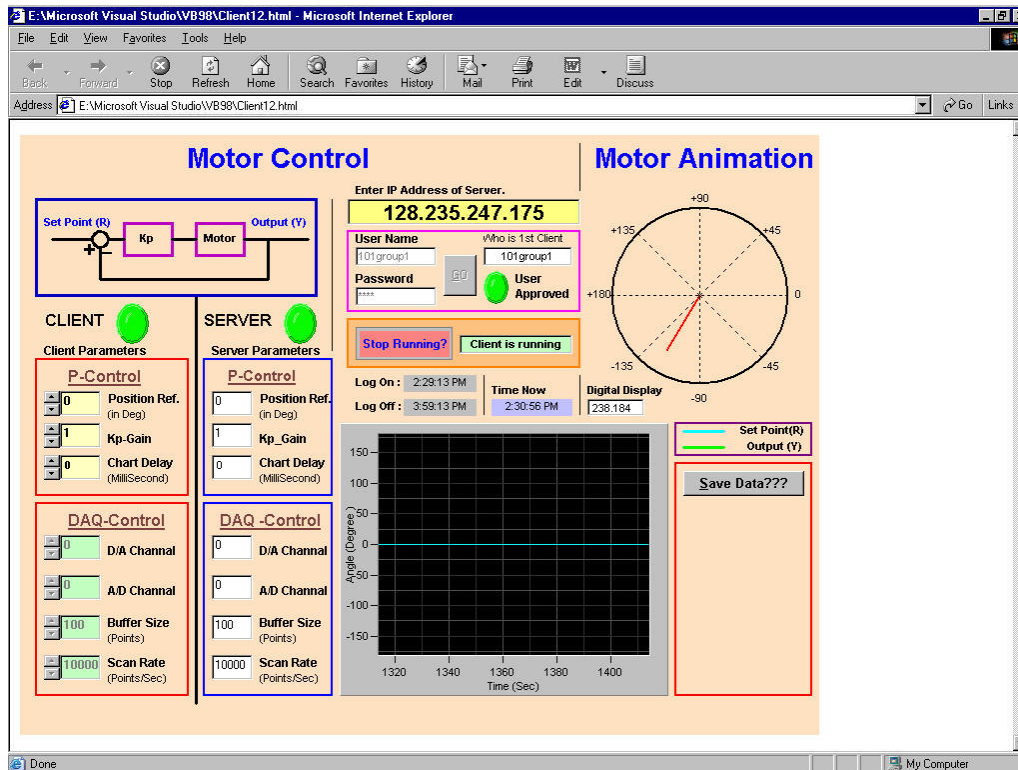 E:\Microsoft Visual Studio\VB98\Client12.html - Microsoft Internet Explorer
File Edit View Favorites Tools Help
Back Forward Stop Refresh Home Search Favorites History Mail Print Edit Discuss
Address E:\Microsoft Visual Studio\VB98\Client12.html Go Links
Motor Control
Motor Animation
Set Point (R)
Output (Y)
Kp
Motor
+
−
CLIENT
SERVER
Client Parameters
Server Parameters
P-Control
0 Position Ref.
(in Deg)
1 Kp-Gain
0 Chart Delay
(MilliSecond)
DAQ-Control
0 D/A Channal
0 A/D Channal
100 Buffer Size
(Points)
10000 Scan Rate
(Points/Sec)
P-Control
0 Position Ref.
(in Deg)
1 Kp_Gain
0 Chart Delay
(MilliSecond)
DAQ -Control
0 D/A Channal
0 A/D Channal
100 Buffer Size
(Points)
10000 Scan Rate
(Points/Sec)
Enter IP Address of Server.
128.235.247.175
User Name
101group1
Password
****
GO
Who is 1st Client
101group1
User
Approved
Stop Running?
Client is running
Log On : 2:29:13 PM
Log Off : 3:59:13 PM
Time Now
2:30:56 PM
Digital Display
238.184
+90
+135
+45
+180
0
-135
-45
-90
Set Point(R)
Output (Y)
Save Data???
Angle (Degree )
150
100
50
0
-50
-100
-150
1320 1340 1360 1380 1400
Time (Sec)
Done
My Computer